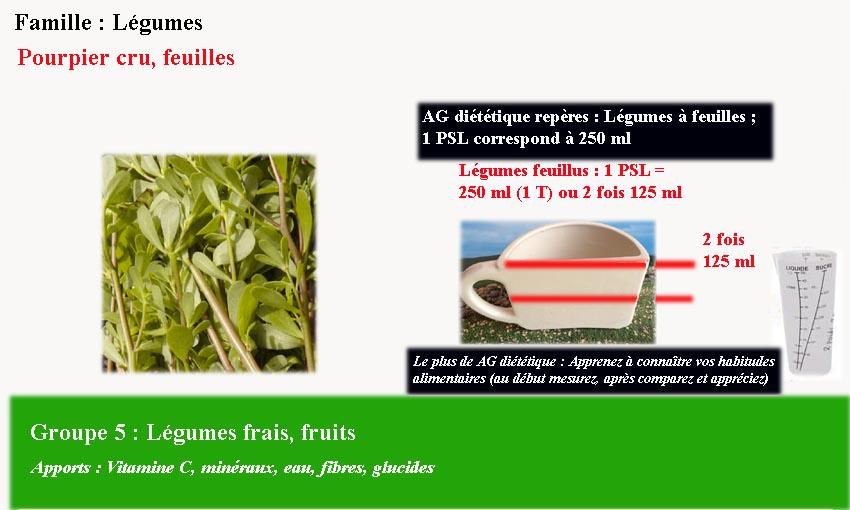 Famille : Légumes
Pourpier cru, feuilles
AG diététique repères : Légumes à feuilles ;
1 PSL correspond à 250 ml
Légumes feuillus : 1 PSL =
250 ml (1 T) ou 2 fois 125 ml
2 fois
125 ml
LIQUIDE SUCRE
Le plus de AG diététique : Apprenez à connaître vos habitudes
alimentaires (au début mesurez, après comparez et appréciez)
Groupe 5 : Légumes frais, fruits
Apports : Vitamine C, minéraux, eau, fibres, glucides